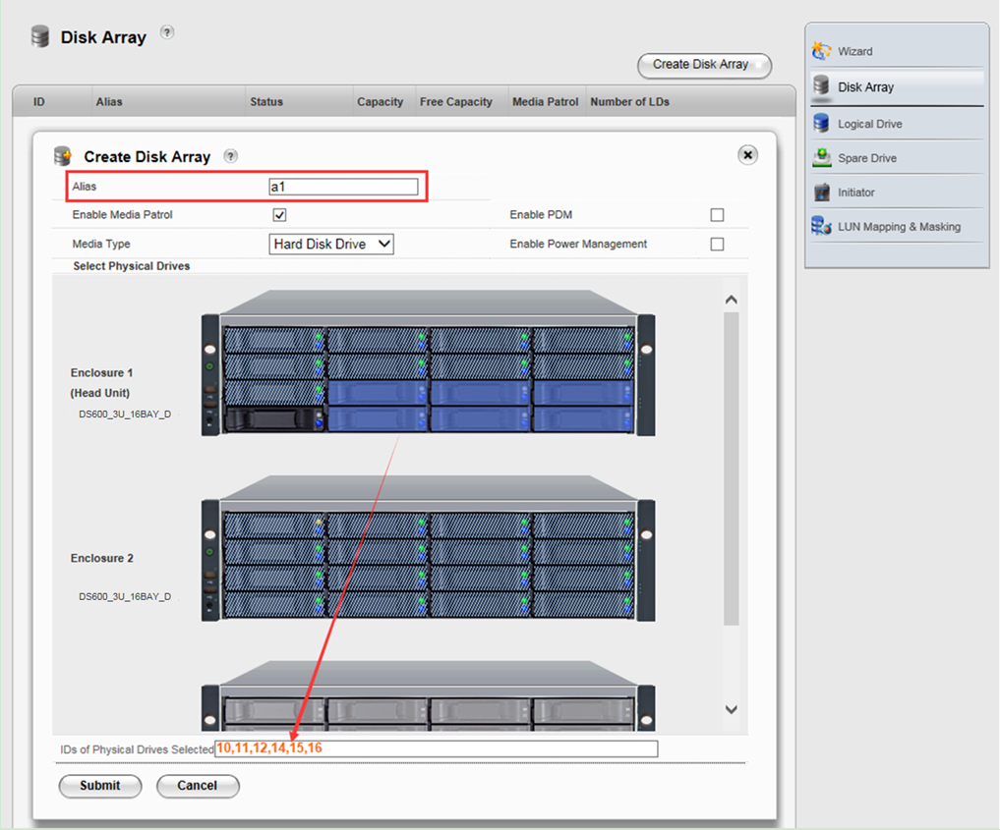 Disk Array ?
Create Disk Array
ID Alias Status Capacity Free Capacity Media Patrol Number of LDs
Create Disk Array ?
Alias a1
Enable Media Patrol Enable PDM
Media Type Hard Disk Drive Enable Power Management
Select Physical Drives
Enclosure 1
(Head Unit)
DS600_3U_16BAY_D
Enclosure 2
DS600_3U_16BAY_D
IDs of Physical Drives Selected 10,11,12,14,15,16
Submit Cancel
Wizard
Disk Array
Logical Drive
Spare Drive
Initiator
LUN Mapping & Masking